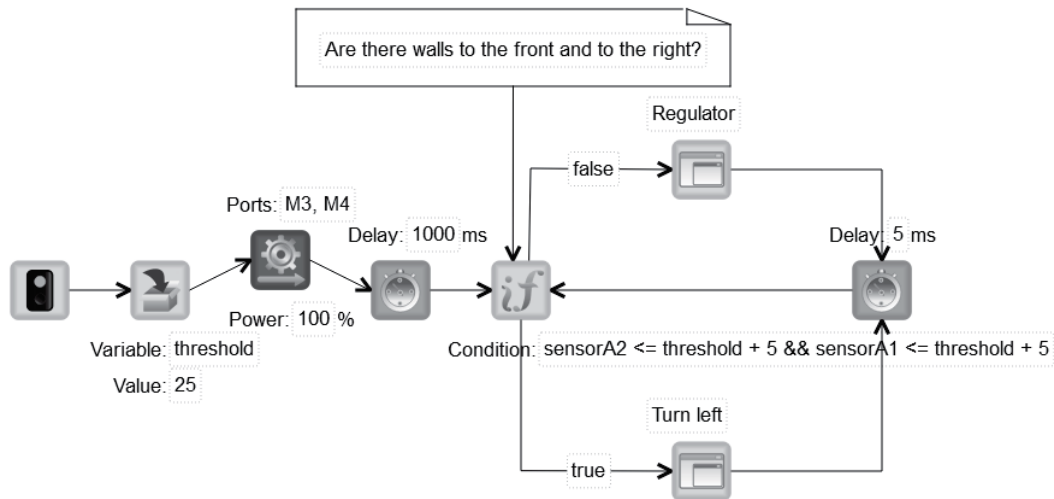 Are there walls to the front and to the right?
Regulator
false
Ports: M3, M4
Delay: 1000 ms
Delay: 5 ms
if
Power: 100 %
Variable: threshold
Value: 25
Condition: sensorA2 <= threshold + 5 && sensorA1 <= threshold + 5
Turn left
true